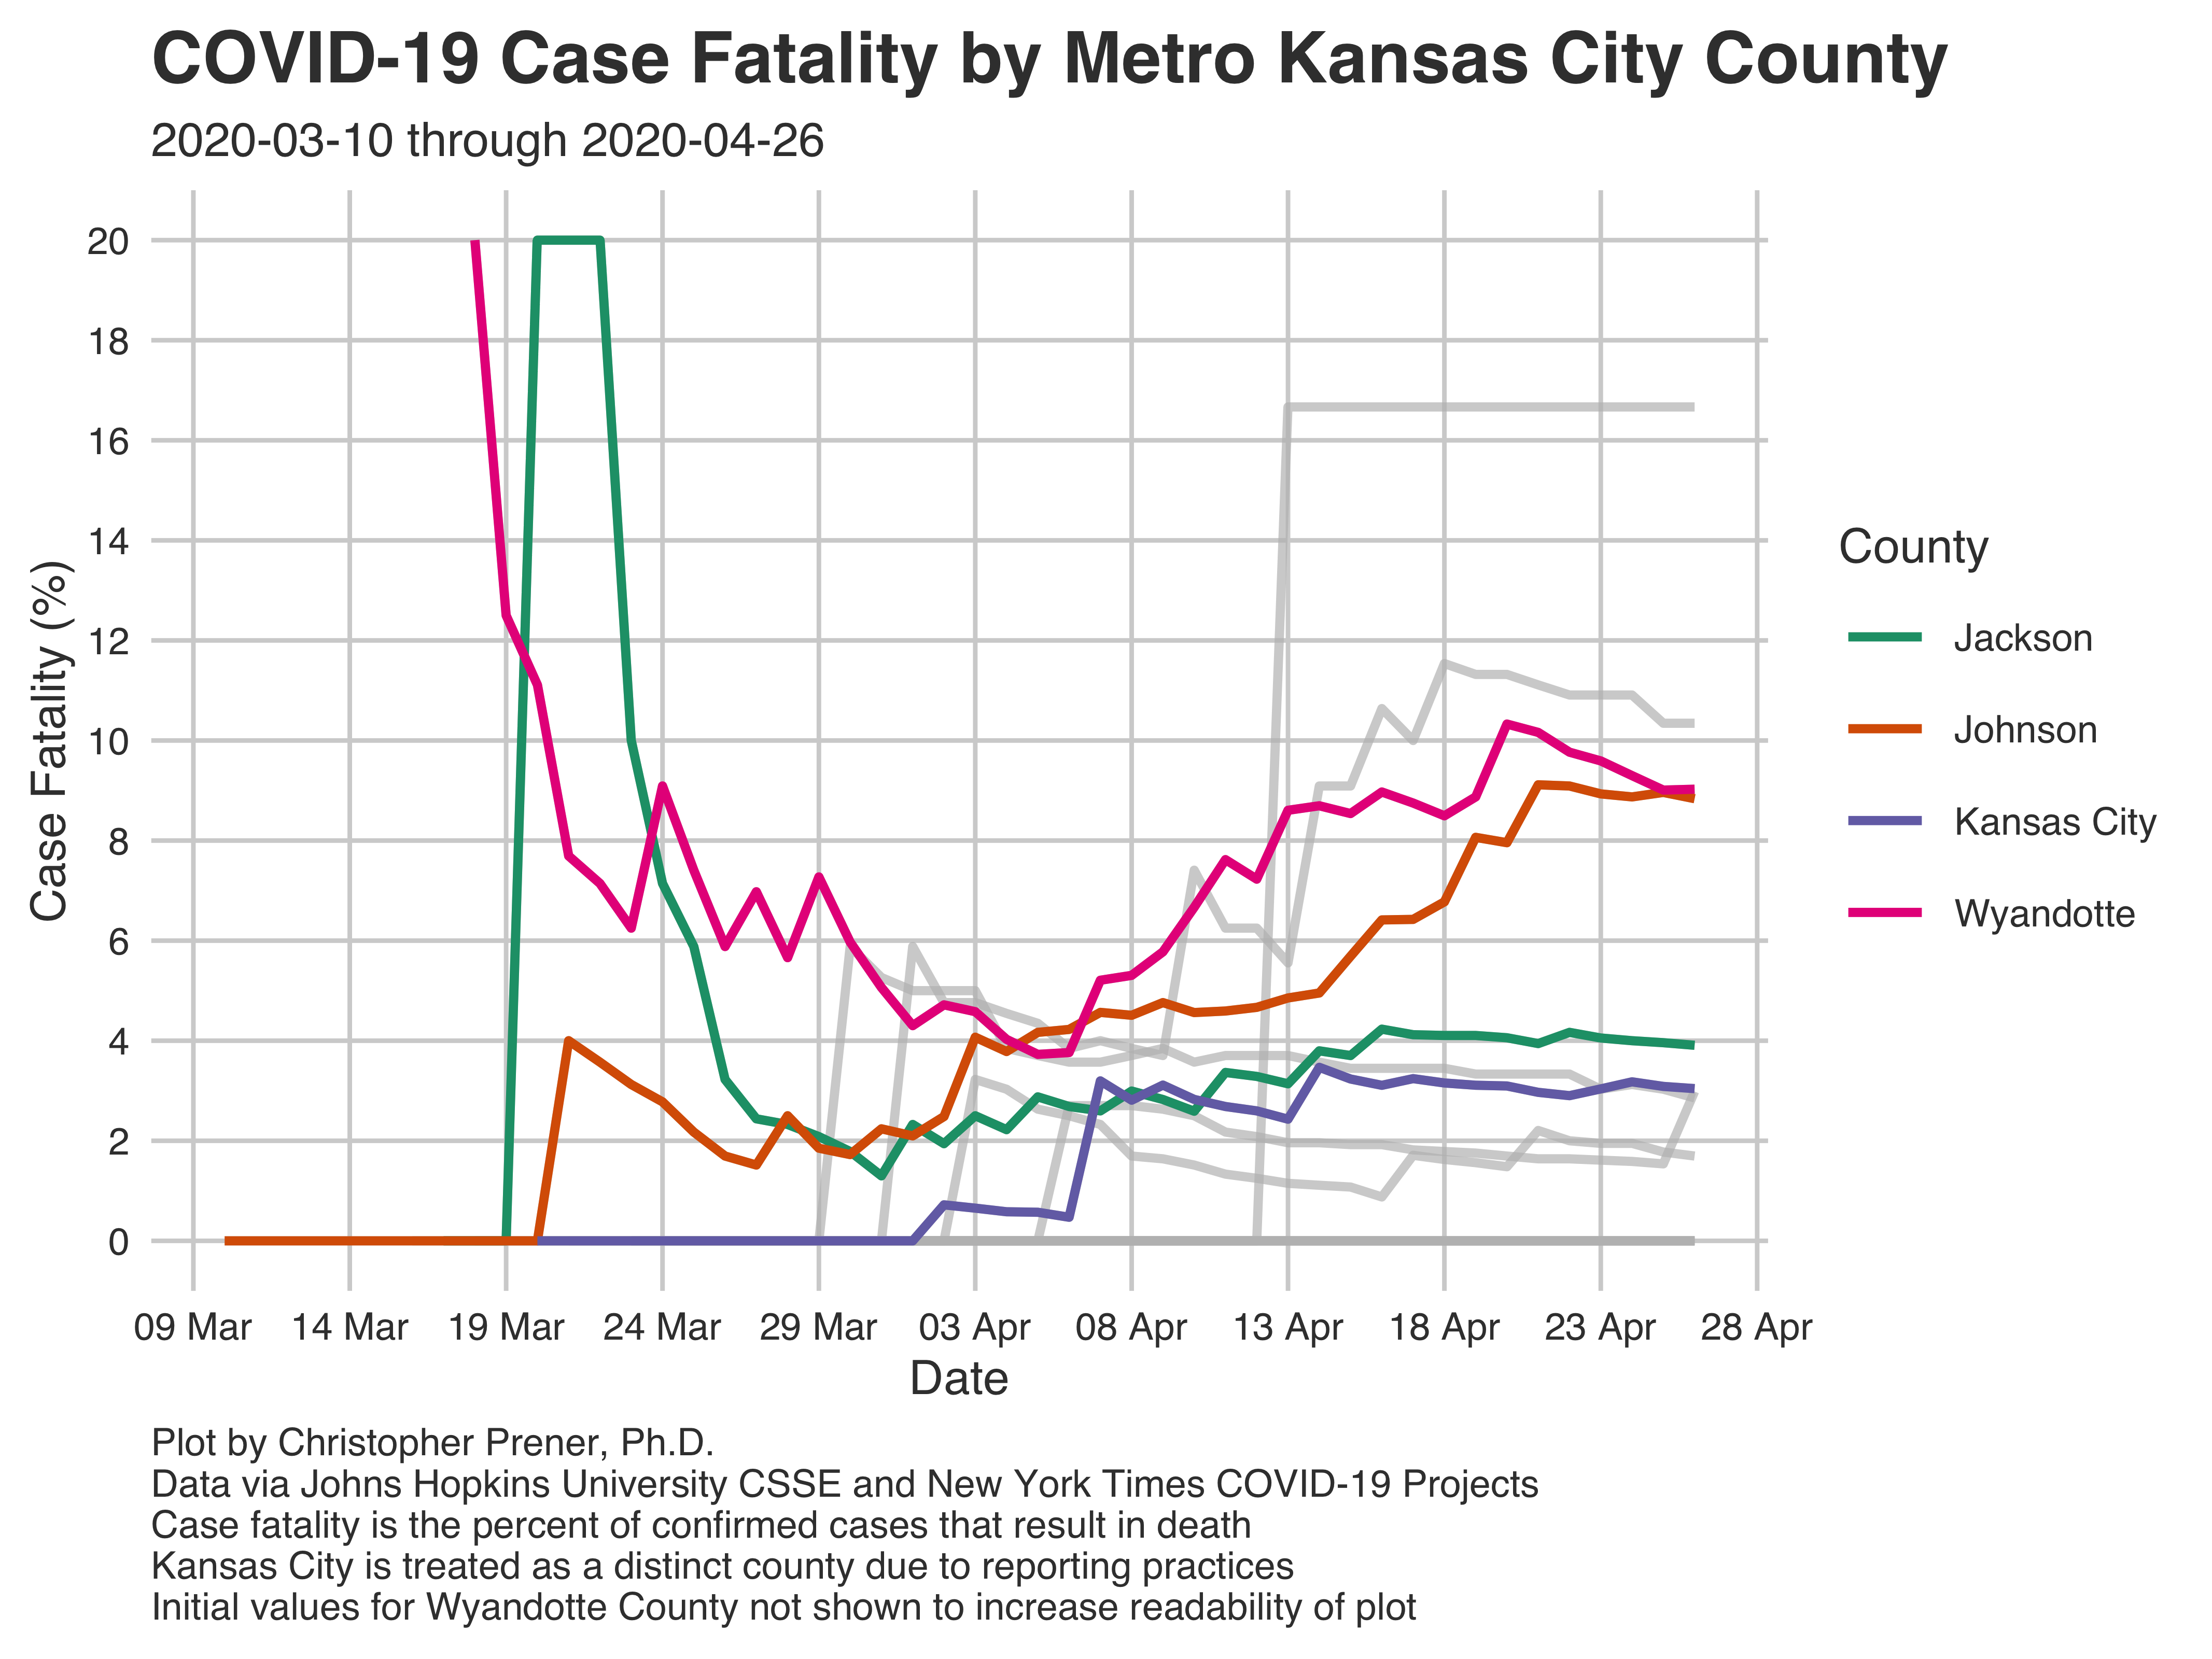 COVID-19 Case Fatality by Metro Kansas City County
2020-03-10 through 2020-04-26
20
18
16
14
12
10
8
6
4
2
0
Case Fatality (%)
09 Mar 14 Mar 19 Mar 24 Mar 29 Mar 03 Apr 08 Apr 13 Apr 18 Apr 23 Apr 28 Apr
Date
County
Jackson
Johnson
Kansas City
Wyandotte
Plot by Christopher Prener, Ph.D.
Data via Johns Hopkins University CSSE and New York Times COVID-19 Projects
Case fatality is the percent of confirmed cases that result in death
Kansas City is treated as a distinct county due to reporting practices
Initial values for Wyandotte County not shown to increase readability of plot